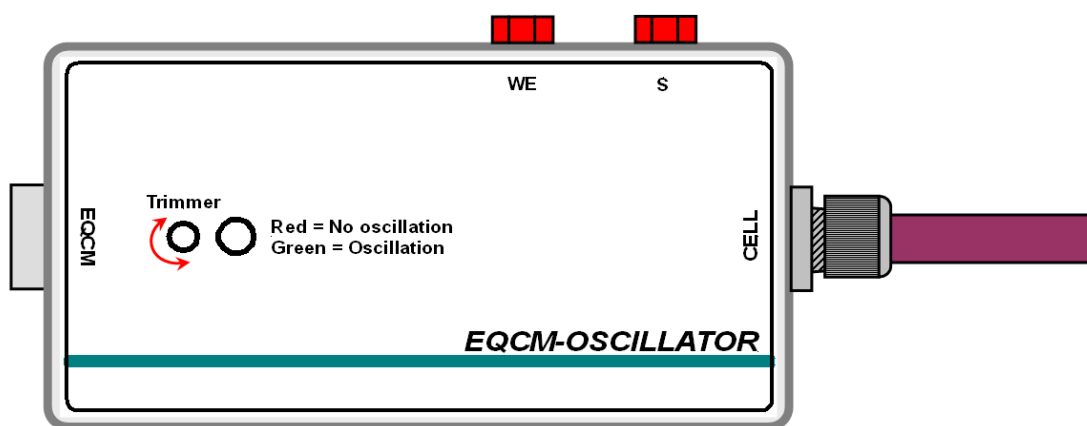 WE
S
Trimmer
Red = No oscillation
Green = Oscillation
EQCM
CELL
EQCM-OSCILLATOR